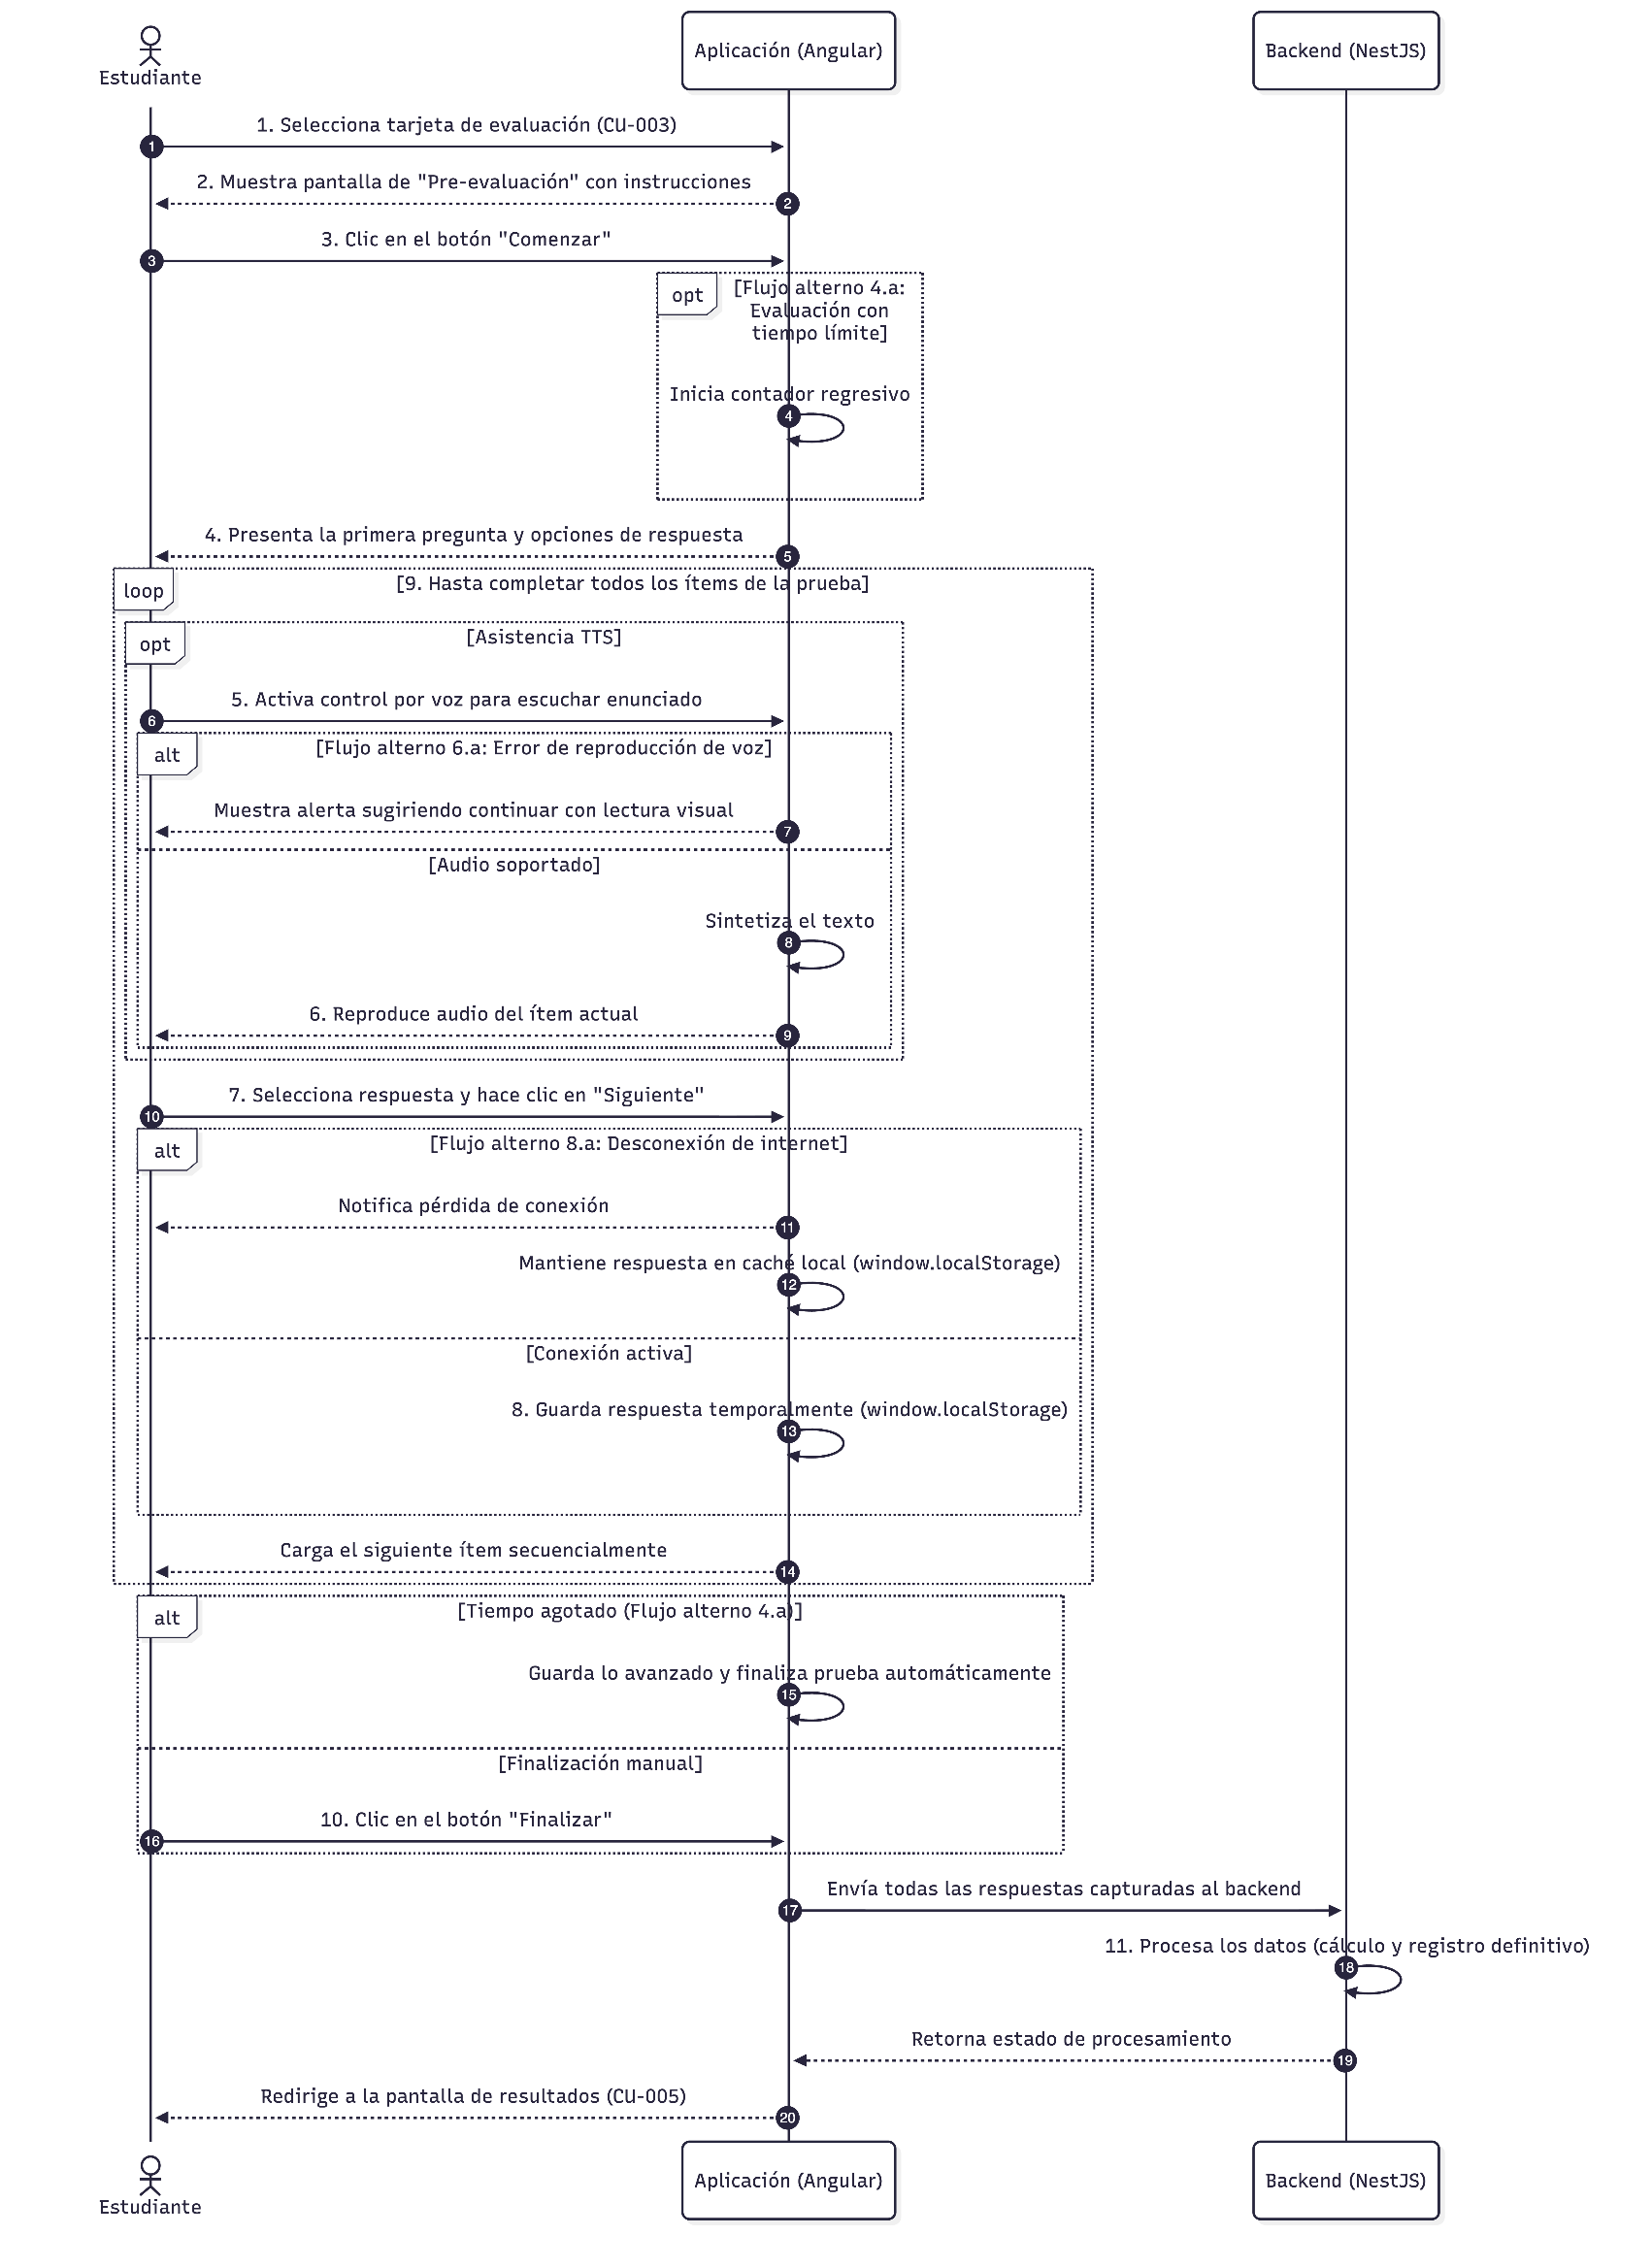 Estudiante
Aplicación (Angular)
Backend (NestJS)
1. Selecciona tarjeta de evaluación (CU-003)
1
2. Muestra pantalla de "Pre-evaluación" con instrucciones
2
3. Clic en el botón "Comenzar"
3
opt
[Flujo alterno 4.a:
Evaluación con
tiempo límite]
Inicia contador regresivo
4
4. Presenta la primera pregunta y opciones de respuesta
5
loop
[9. Hasta completar todos los ítems de la prueba]
opt
[Asistencia TTS]
5. Activa control por voz para escuchar enunciado
6
alt
[Flujo alterno 6.a: Error de reproducción de voz]
Muestra alerta sugiriendo continuar con lectura visual
7
[Audio soportado]
Sintetiza el texto
8
6. Reproduce audio del ítem actual
9
7. Selecciona respuesta y hace clic en "Siguiente"
10
alt
[Flujo alterno 8.a: Desconexión de internet]
Notifica pérdida de conexión
11
Mantiene respuesta en caché local (window.localStorage)
12
[Conexión activa]
8. Guarda respuesta temporalmente (window.localStorage)
13
Carga el siguiente ítem secuencialmente
14
alt
[Tiempo agotado (Flujo alterno 4.a)]
Guarda lo avanzado y finaliza prueba automáticamente
15
[Finalización manual]
10. Clic en el botón "Finalizar"
16
Envía todas las respuestas capturadas al backend
17
11. Procesa los datos (cálculo y registro definitivo)
18
Retorna estado de procesamiento
19
Redirige a la pantalla de resultados (CU-005)
20
Estudiante
Aplicación (Angular)
Backend (NestJS)